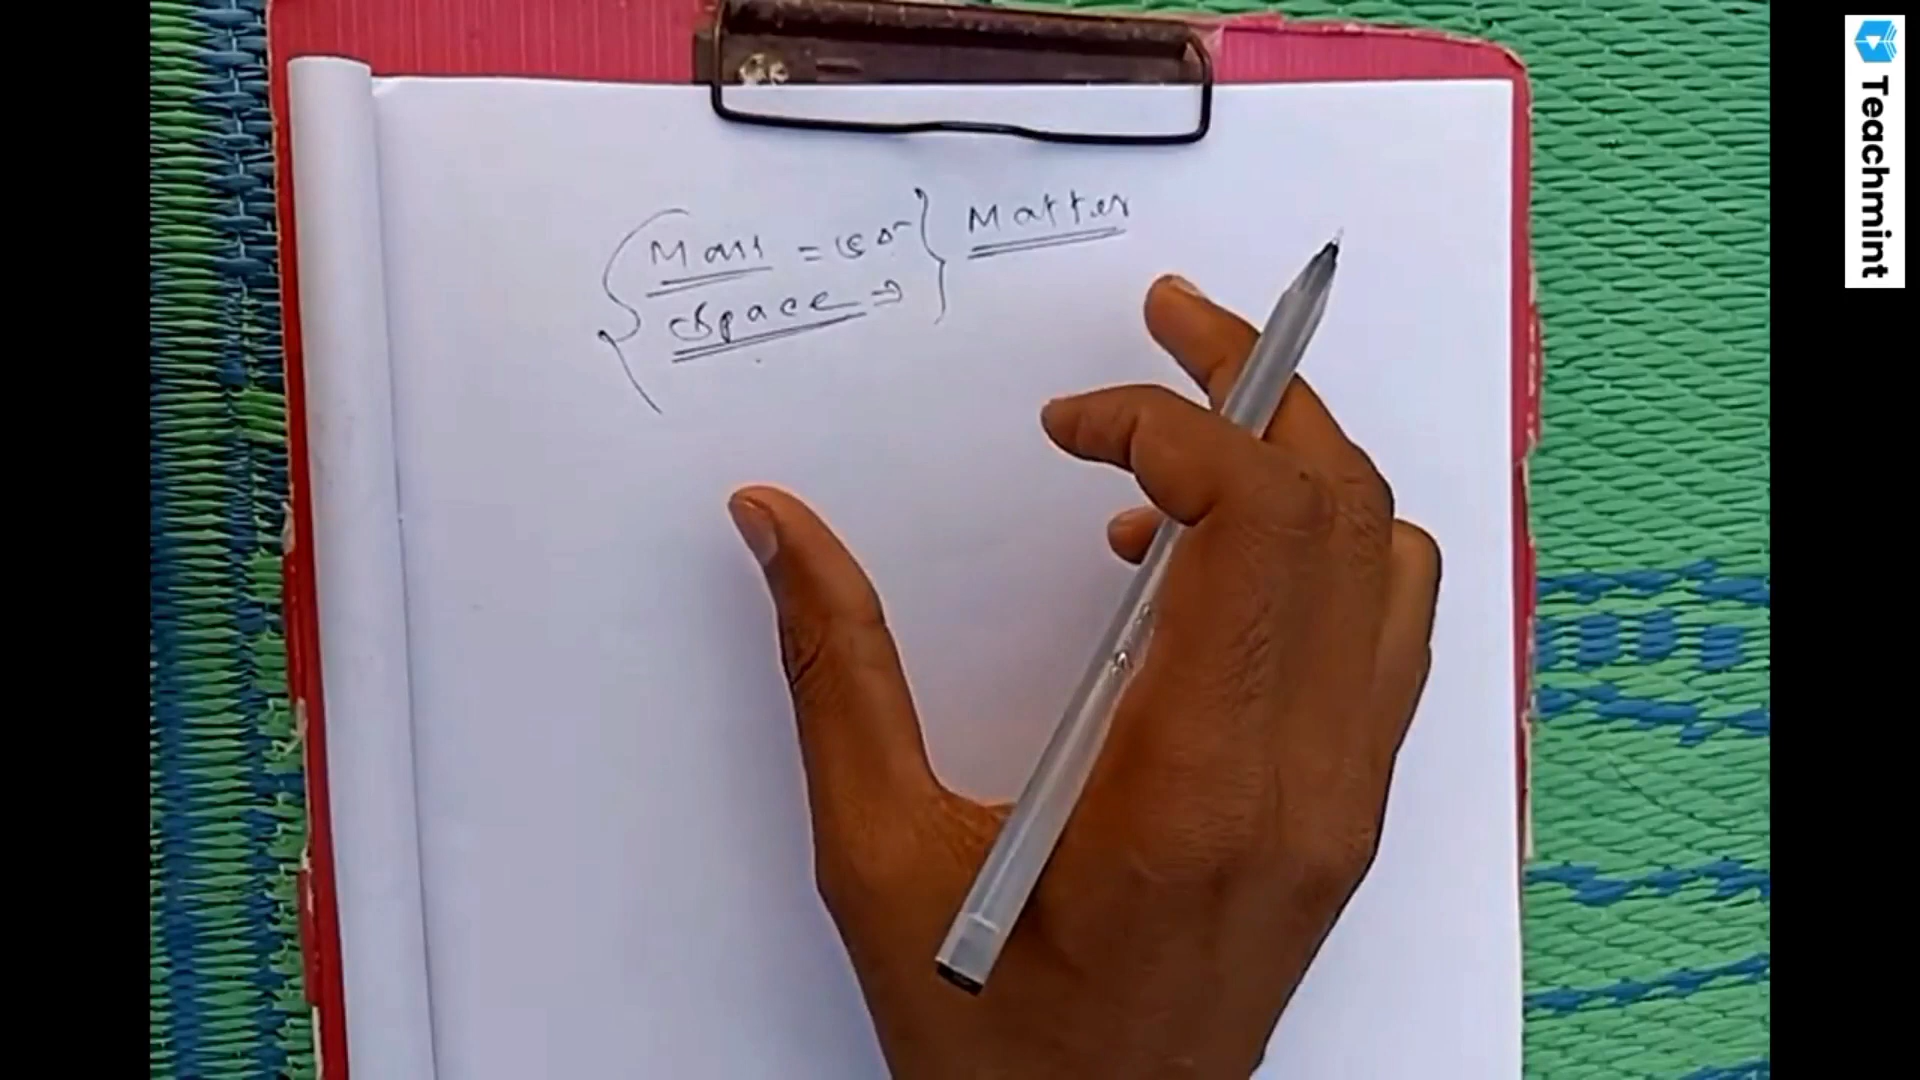 Mass =
Space →
Matter
Teachmint